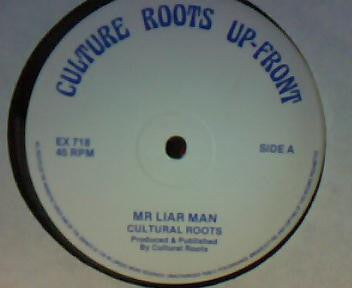 CULTURE ROOTS UP-FRONT
EX 718
45 RPM
SIDE A
MR LIAR MAN
CULTURAL ROOTS
Produced & Published
By Cultural Roots